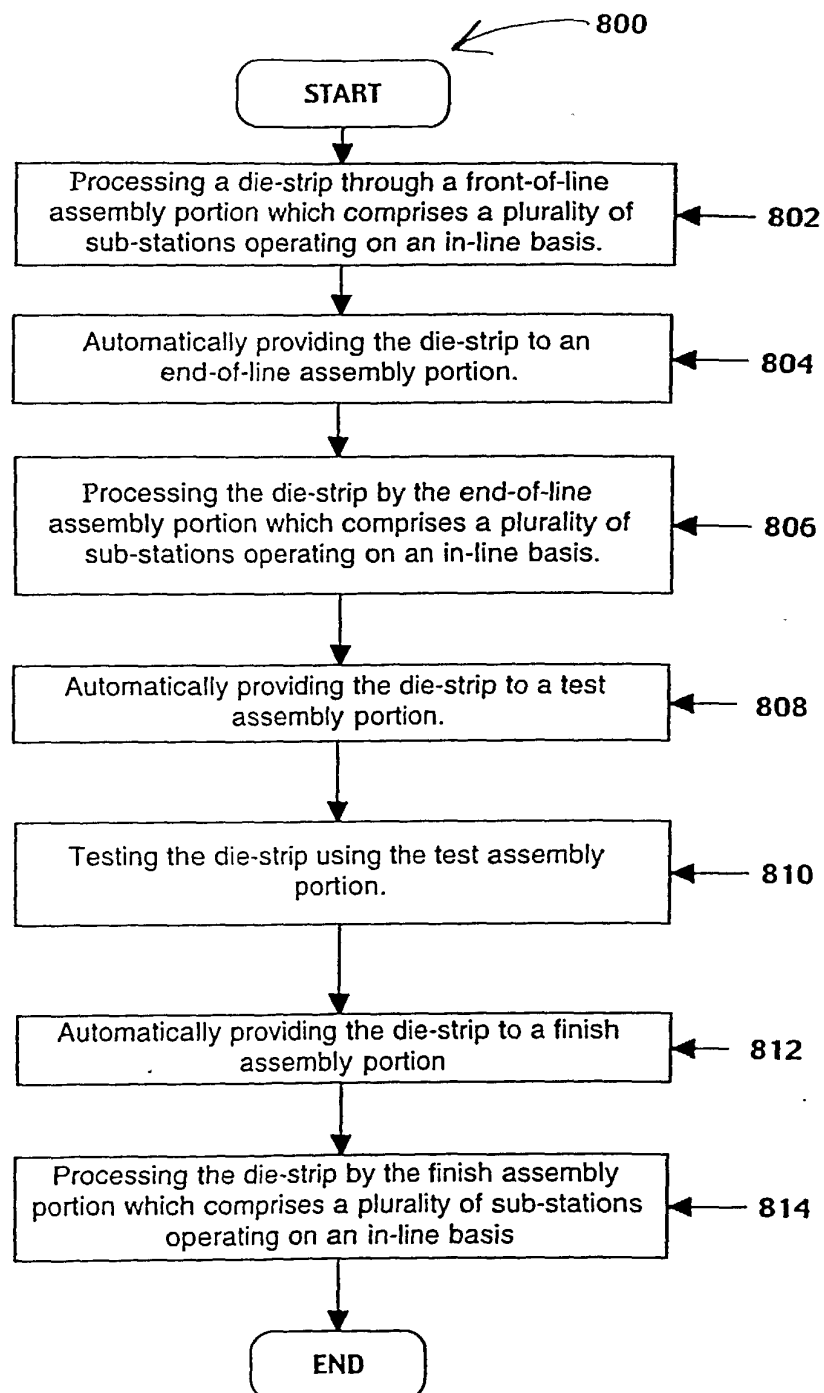 800
START
Processing a die-strip through a front-of-line
assembly portion which comprises a plurality of
sub-stations operating on an in-line basis.
802
Automatically providing the die-strip to an
end-of-line assembly portion.
804
Processing the die-strip by the end-of-line
assembly portion which comprises a plurality of
sub-stations operating on an in-line basis.
806
Automatically providing the die-strip to a test
assembly portion.
808
Testing the die-strip using the test assembly
portion.
810
Automatically providing the die-strip to a finish
assembly portion
812
Processing the die-strip by the finish assembly
portion which comprises a plurality of sub-stations
operating on an in-line basis
814
END